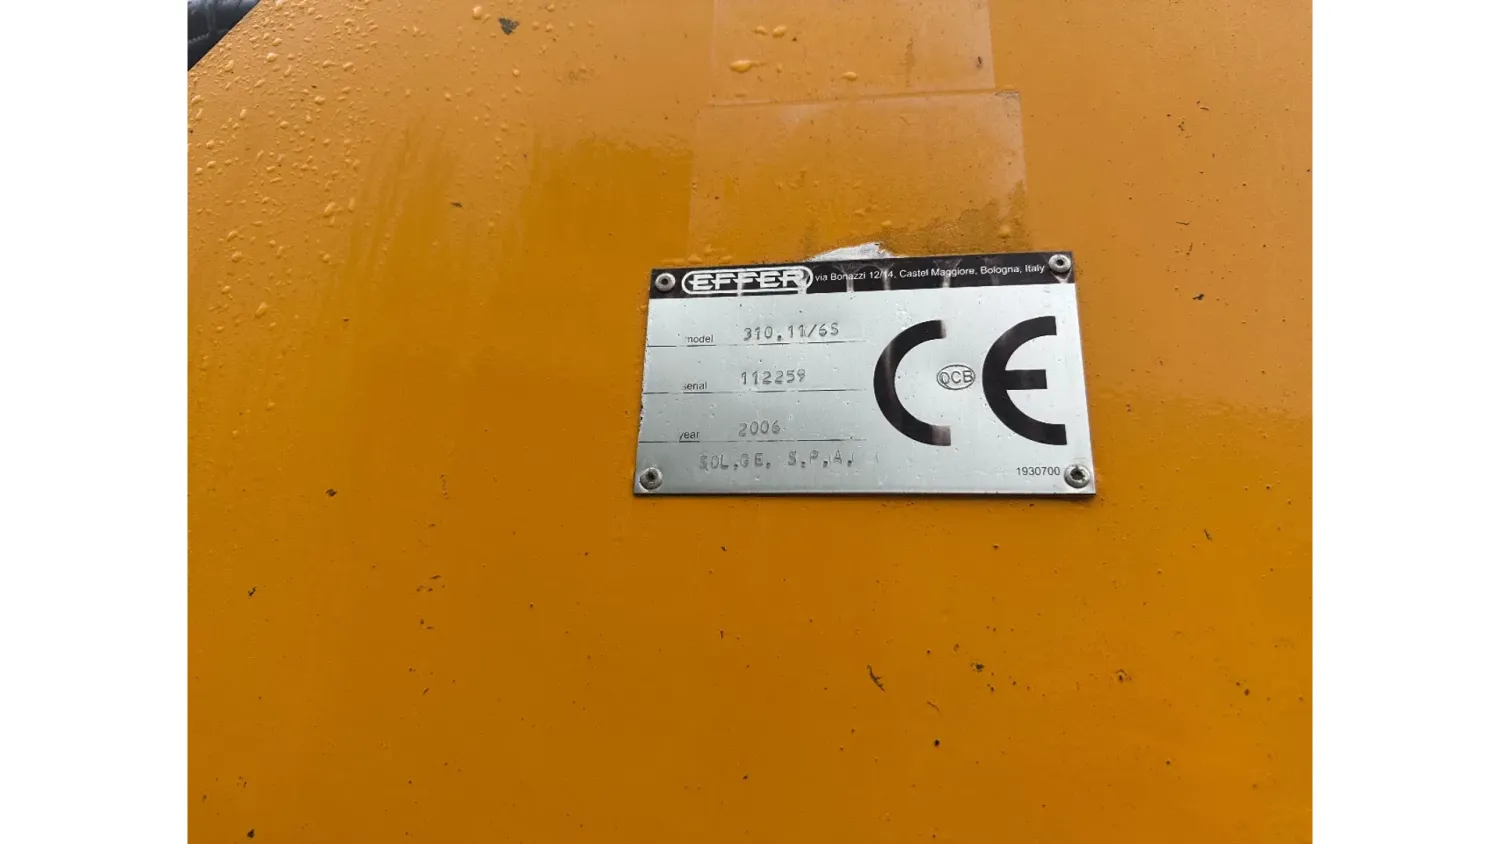 EFFER via Bonazzi 12/14, Castel Maggiore, Bologna, Italy
model 310.11/6S
serial 112259
year 2006
SOL.GE. S.P.A.
CE
OCB
1930700